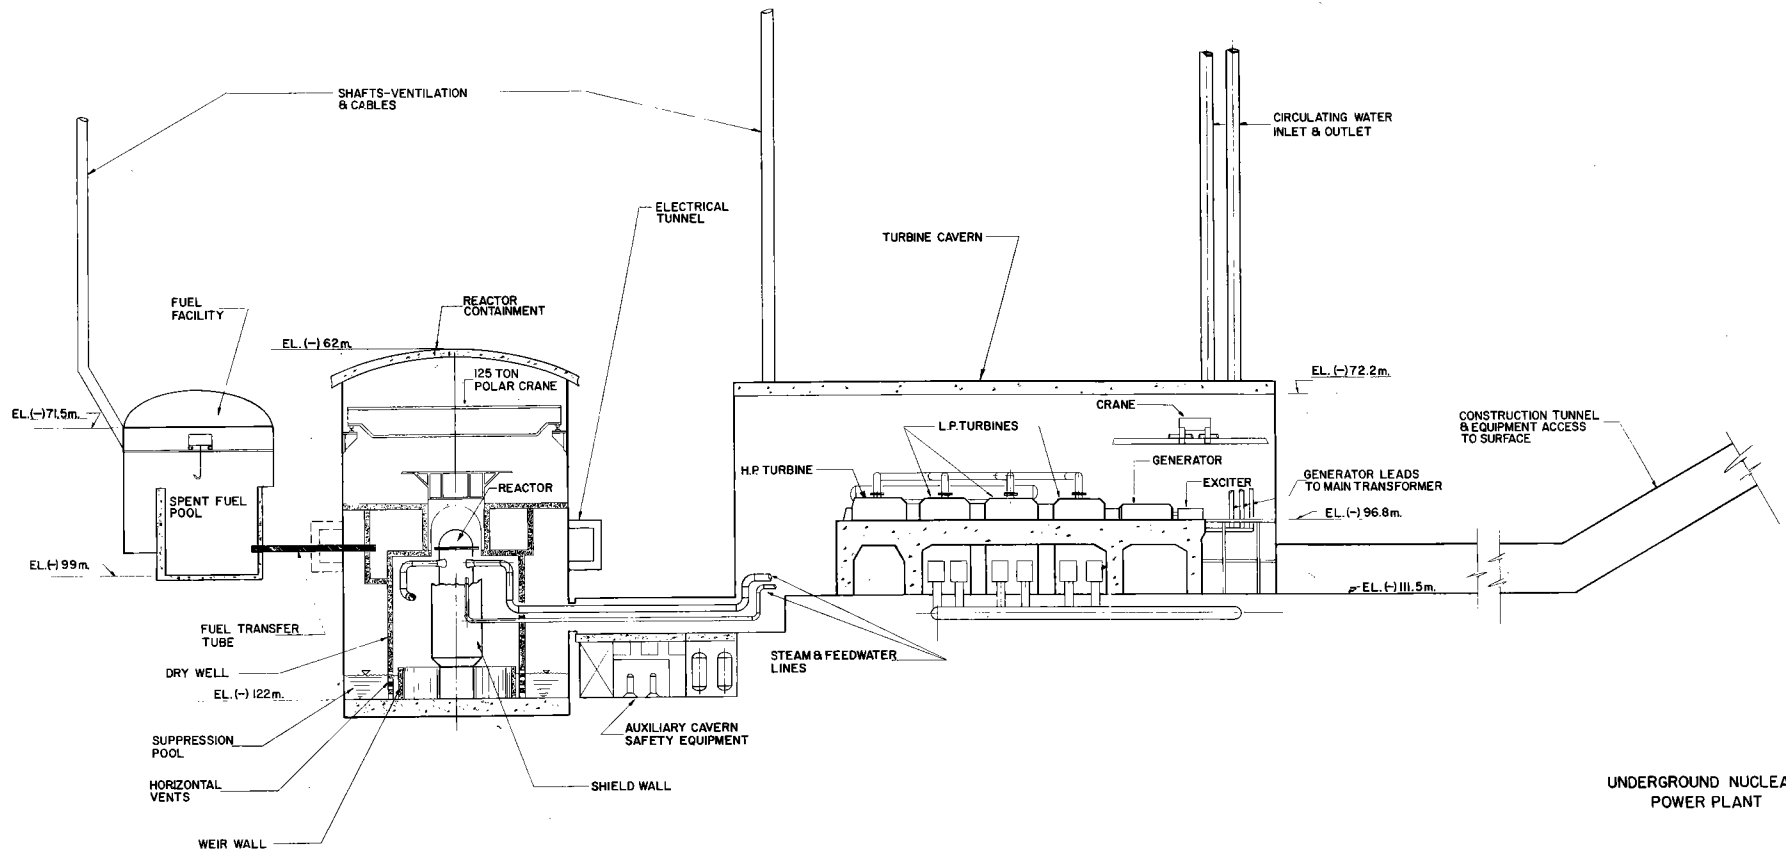 SHAFTS-VENTILATION
& CABLES
CIRCULATING WATER
INLET & OUTLET
ELECTRICAL
TUNNEL
TURBINE CAVERN
FUEL
FACILITY
REACTOR
CONTAINMENT
EL. (-) 62m.
125 TON
POLAR CRANE
EL. (-) 72.2m.
EL. (-) 71.5m.
CRANE
CONSTRUCTION TUNNEL
& EQUIPMENT ACCESS
TO SURFACE
L.P. TURBINES
H.P. TURBINE
GENERATOR
EXCITER
GENERATOR LEADS
TO MAIN TRANSFORMER
REACTOR
SPENT FUEL
POOL
EL. (-) 96.8m.
EL. (-) 99m.
EL. (-) 111.5m.
FUEL TRANSFER
TUBE
STEAM & FEEDWATER
LINES
DRY WELL
EL. (-) 122m.
SUPPRESSION
POOL
AUXILIARY CAVERN
SAFETY EQUIPMENT
HORIZONTAL
VENTS
SHIELD WALL
WEIR WALL
UNDERGROUND NUCLEA
POWER PLANT